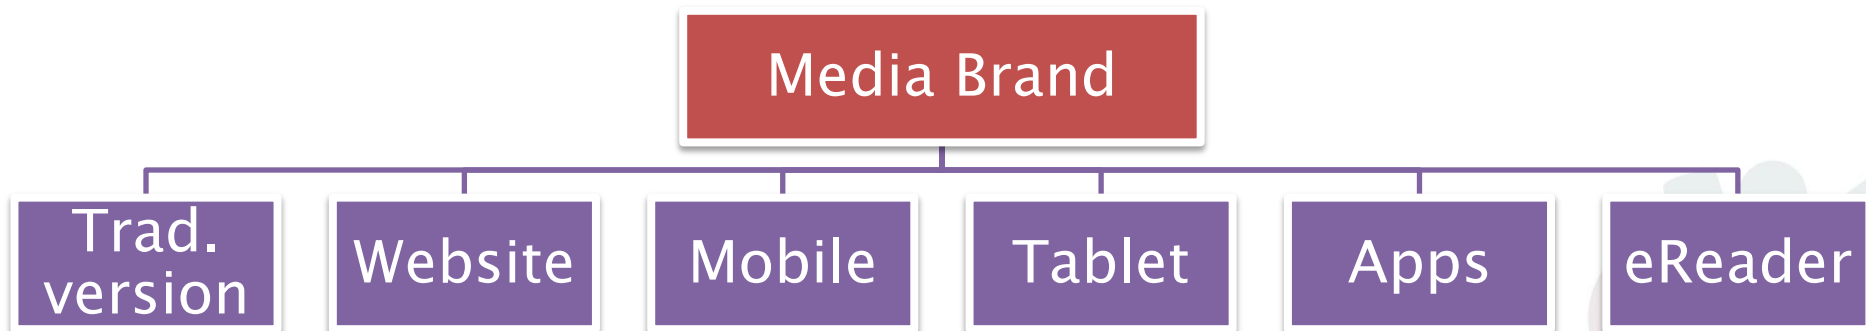 Media Brand
Trad.
version
Website
Mobile
Tablet
Apps
eReader